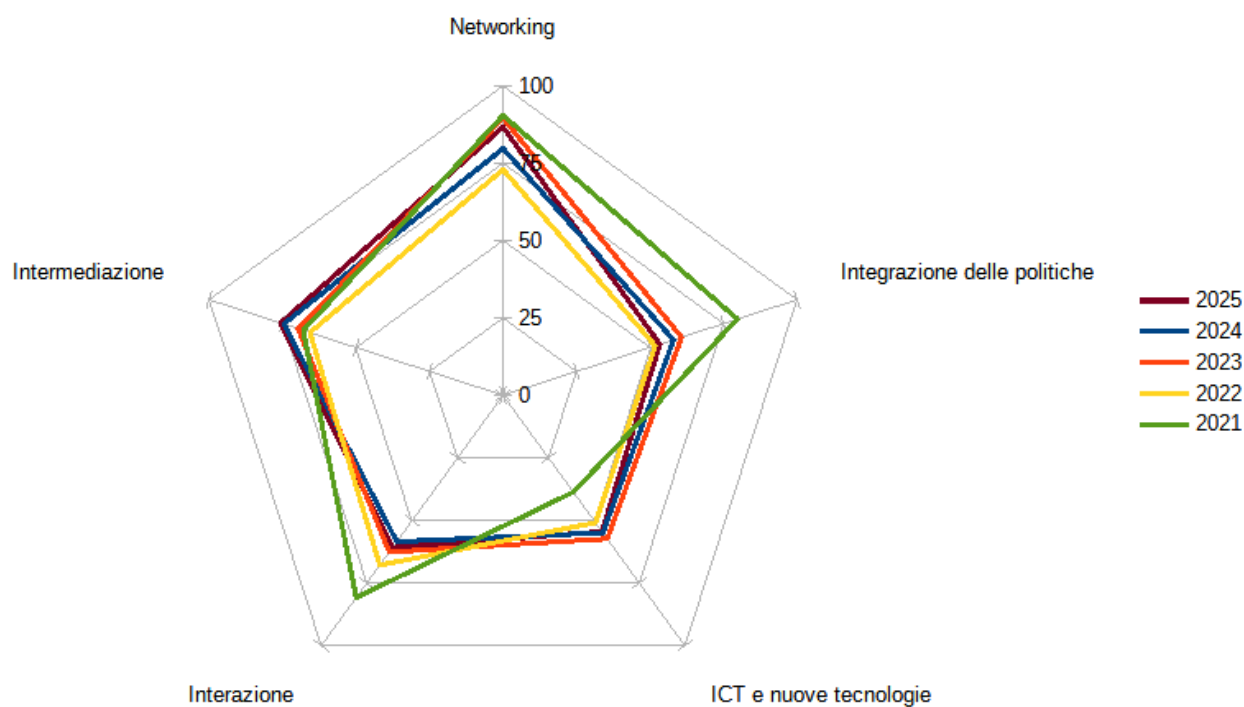 Networking
100
75
50
25
0
Intermediazione
Integrazione delle politiche
2025
2024
2023
2022
2021
Interazione
ICT e nuove tecnologie